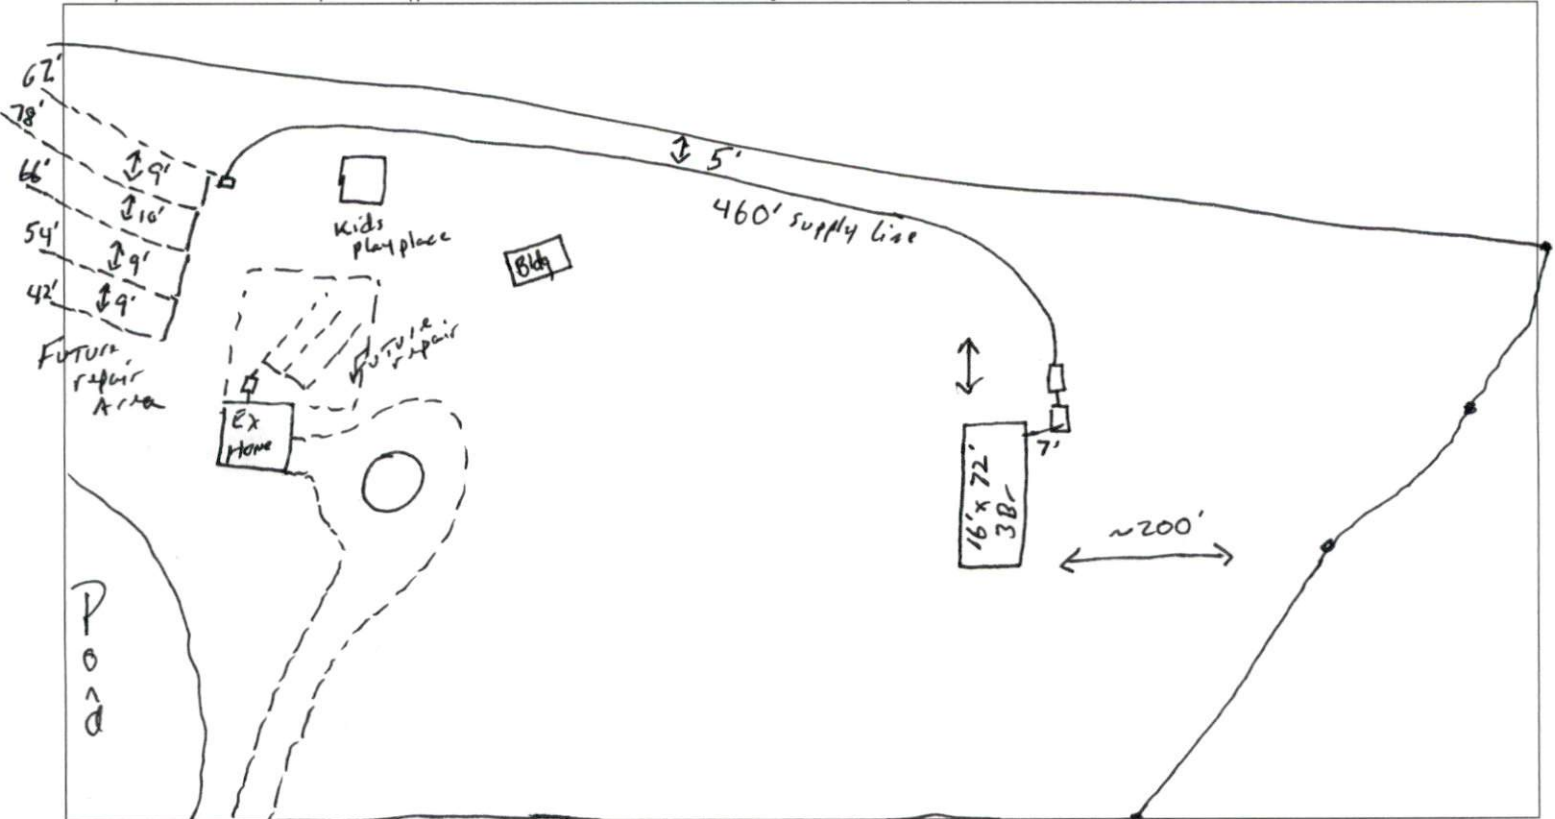 62'
78'
9'
66'
10'
54'
9'
42'
9'
Future
repair
Area
Kids
playplace
Bldg
5'
460' supply line
Future
repair
Ex
Home
7'
16' x 72'
3Br
~200'
Pond